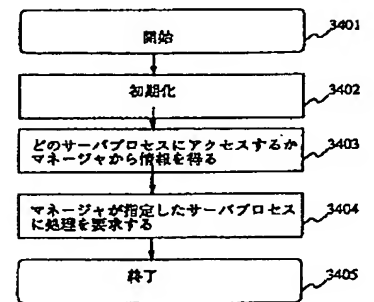 開始
3401
初期化
3402
どのサーバプロセスにアクセスするか
マネージャから情報を得る
3403
マネージャが指定したサーバプロセス
に処理を要求する
3404
終了
3405